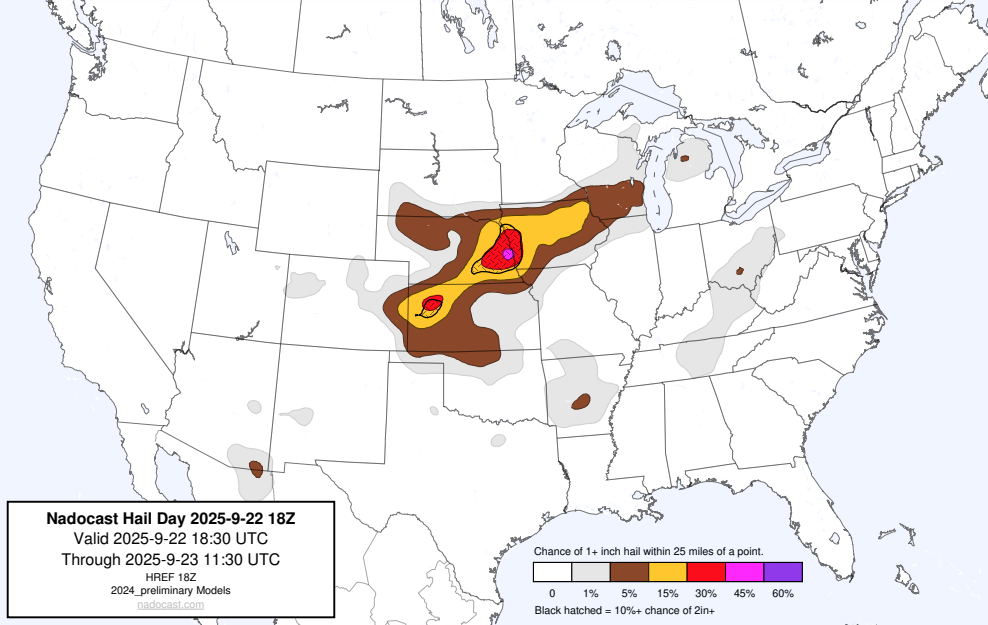 Nadocast Hail Day 2025-9-22 18Z
Valid 2025-9-22 18:30 UTC
Through 2025-9-23 11:30 UTC
HREF 18Z
2024_preliminary Models
nadocast.com
Chance of 1+ inch hail within 25 miles of a point.
0 1% 5% 15% 30% 45% 60%
Black hatched = 10%+ chance of 2in+